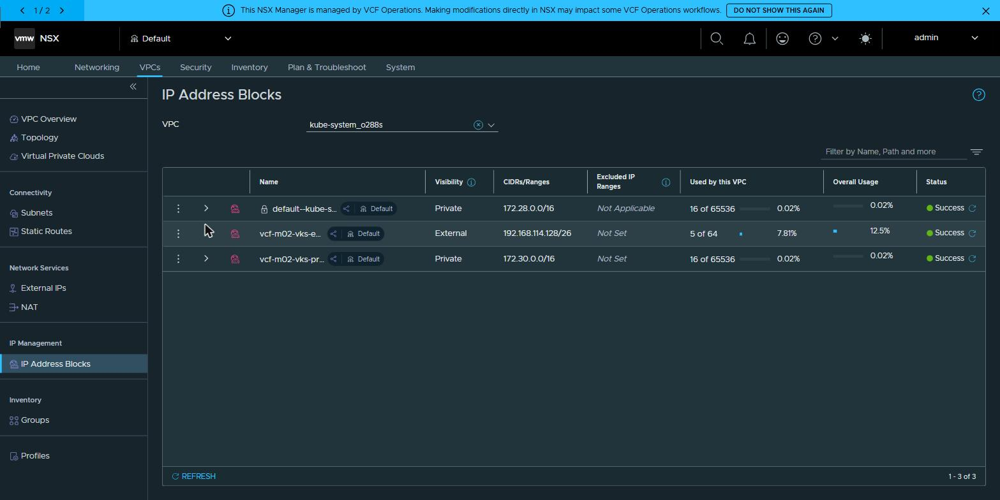 1 / 2
This NSX Manager is managed by VCF Operations. Making modifications directly in NSX may impact some VCF Operations workflows. DO NOT SHOW THIS AGAIN
vmw NSX Default admin
Home Networking VPCs Security Inventory Plan & Troubleshoot System
IP Address Blocks
VPC kube-system_o288s
Filter by Name, Path and more
VPC Overview
Topology
Virtual Private Clouds
Connectivity
Subnets
Static Routes
Network Services
External IPs
NAT
IP Management
IP Address Blocks
Inventory
Groups
Profiles
Name Visibility CIDRs/Ranges Excluded IP Ranges Used by this VPC Overall Usage Status
default--kube-s... Default Private 172.28.0.0/16 Not Applicable 16 of 65536 0.02% 0.02% Success
vcf-m02-vks-e... Default External 192.168.114.128/26 Not Set 5 of 64 7.81% 12.5% Success
vcf-m02-vks-pr... Default Private 172.30.0.0/16 Not Set 16 of 65536 0.02% 0.02% Success
REFRESH 1 - 3 of 3